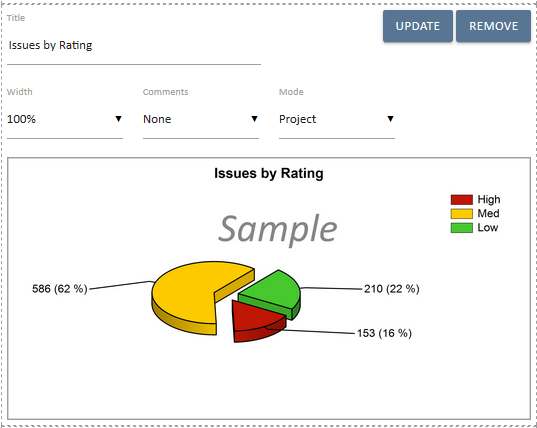 Title
Issues by Rating
UPDATE
REMOVE
Width
Comments
Mode
100%
None
Project
Issues by Rating
High
Med
Low
Sample
586 (62 %)
210 (22 %)
153 (16 %)